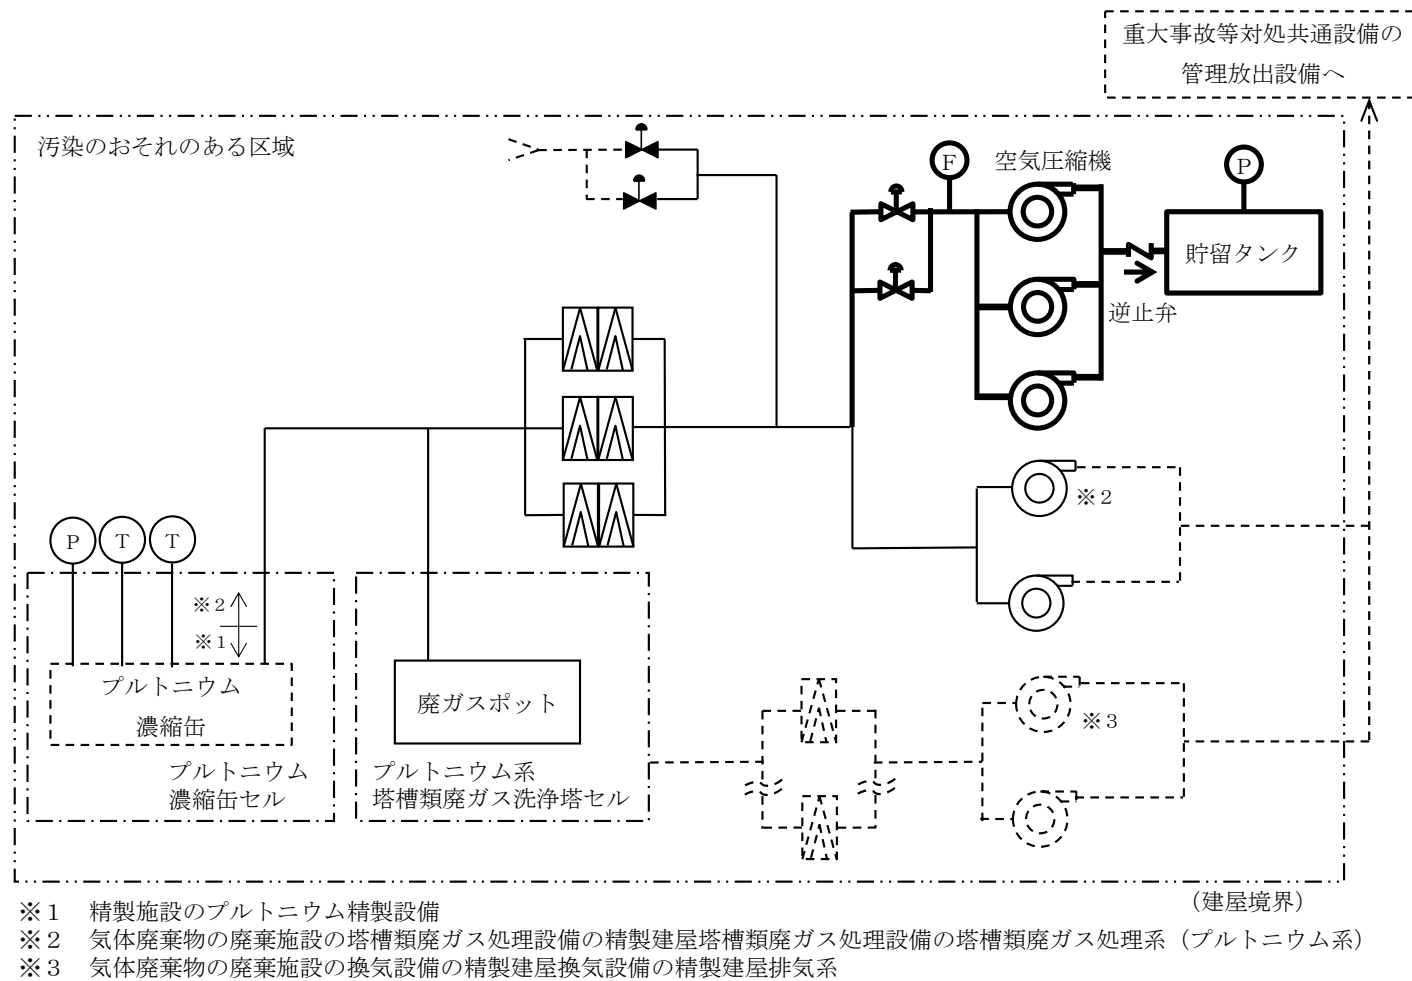 重大事故等対処共通設備の
管理放出設備へ
汚染のおそれのある区域
F
空気圧縮機
P
貯留タンク
逆止弁
※２
P
T
T
※２
※１
プルトニウム
濃縮缶
プルトニウム
濃縮缶セル
廃ガスポット
プルトニウム系
塔槽類廃ガス洗浄塔セル
※３
（建屋境界）
※１　精製施設のプルトニウム精製設備
※２　気体廃棄物の廃棄施設の塔槽類廃ガス処理設備の精製建屋塔槽類廃ガス処理設備の塔槽類廃ガス処理系（プルトニウム系）
※３　気体廃棄物の廃棄施設の換気設備の精製建屋換気設備の精製建屋排気系